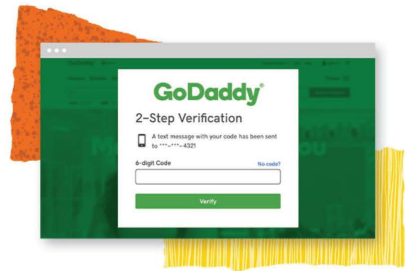 GoDaddy®
2-Step Verification
A text message with your code has been sent
to ***-***-4321
6-digit Code No code?
Verify